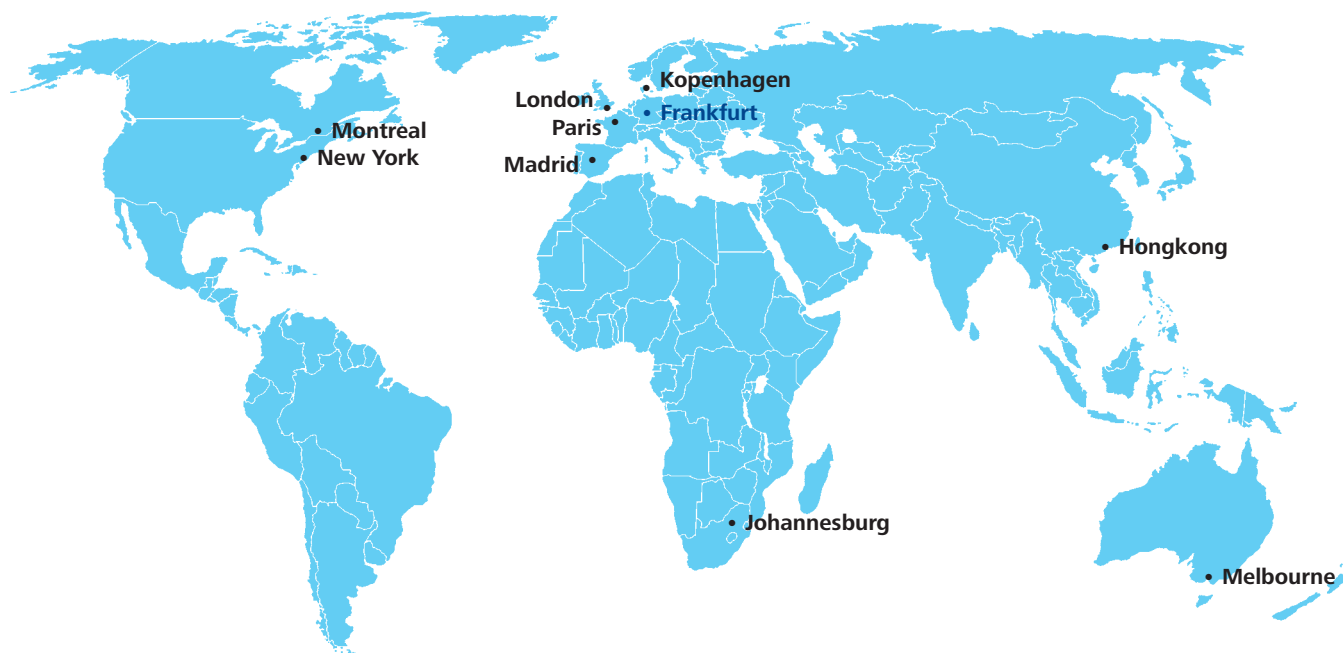 Kopenhagen
London
Frankfurt
Paris
Montreal
New York
Madrid
Hongkong
Johannesburg
Melbourne